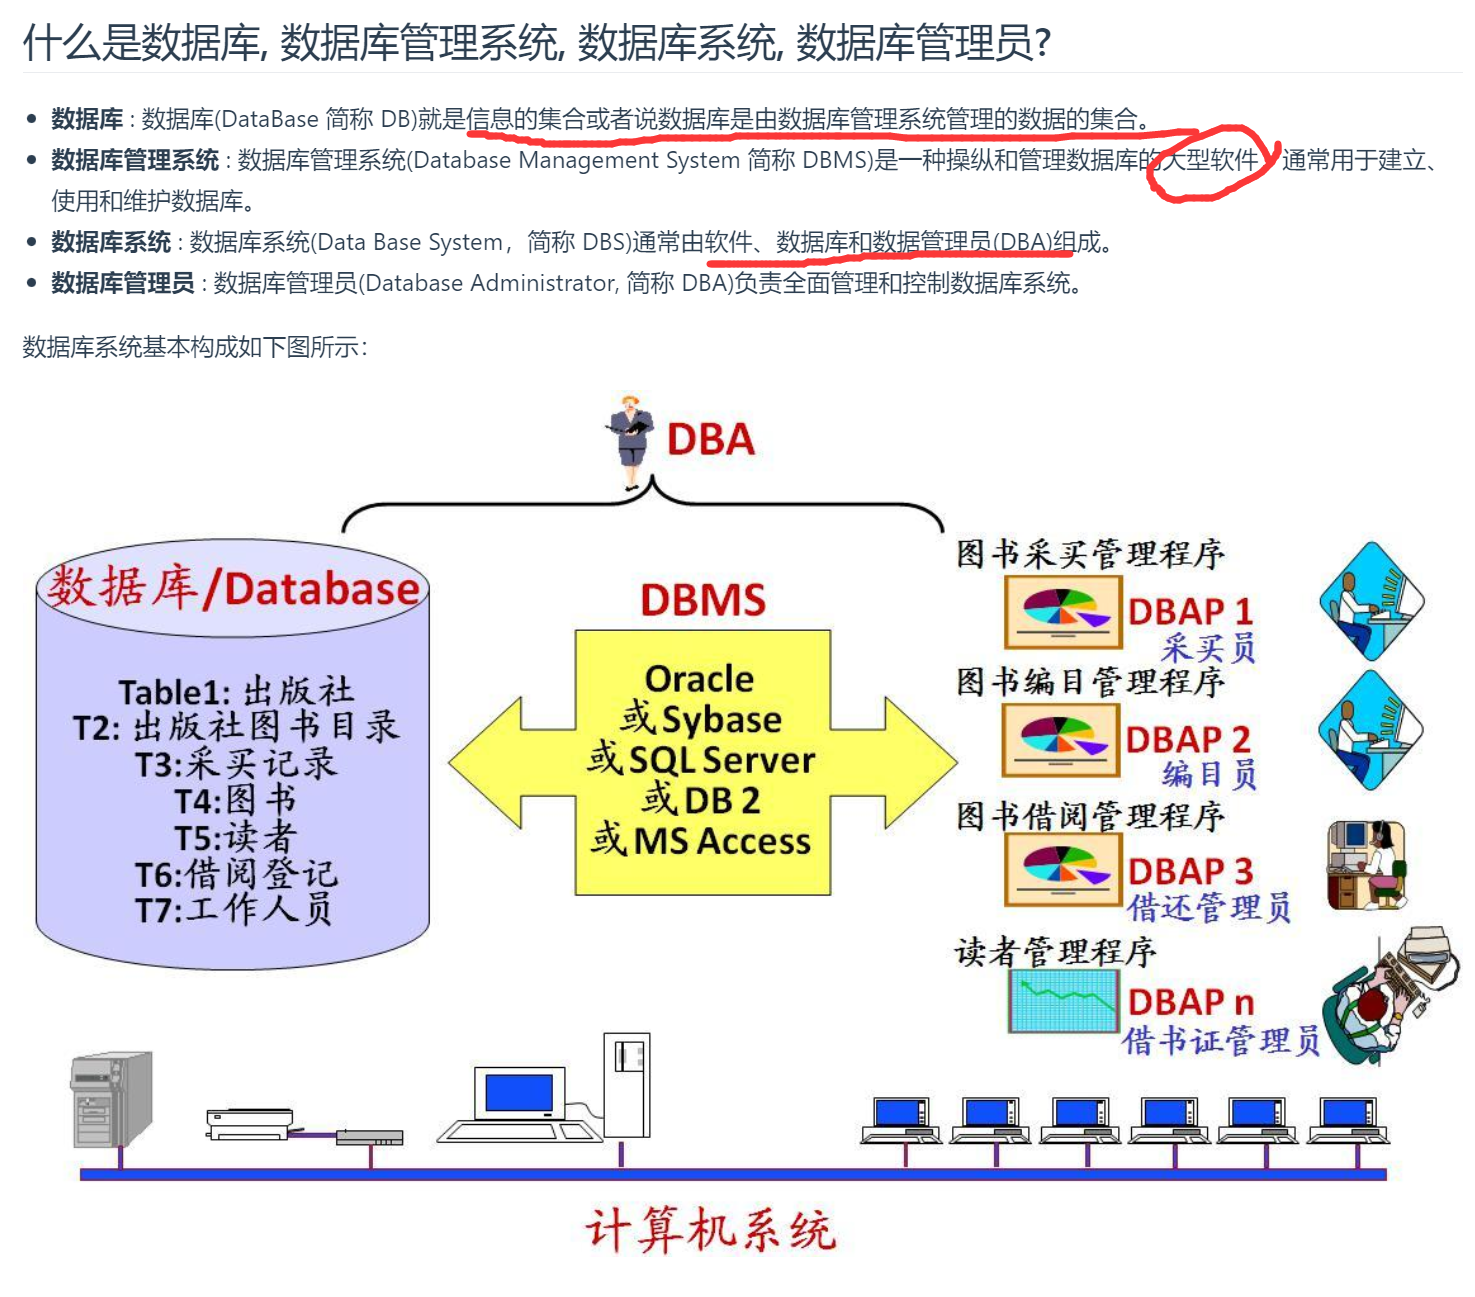 什么是数据库, 数据库管理系统, 数据库系统, 数据库管理员?
数据库 : 数据库(DataBase 简称 DB)就是信息的集合或者说数据库是由数据库管理系统管理的数据的集合。
数据库管理系统 : 数据库管理系统(Database Management System 简称 DBMS)是一种操纵和管理数据库的大型软件，通常用于建立、
使用和维护数据库。
数据库系统 : 数据库系统(Data Base System，简称 DBS)通常由软件、数据库和数据管理员(DBA)组成。
数据库管理员 : 数据库管理员(Database Administrator, 简称 DBA)负责全面管理和控制数据库系统。
数据库系统基本构成如下图所示：
DBA
数据库/Database
Table1: 出版社
T2: 出版社图书目录
T3:采买记录
T4:图书
T5:读者
T6:借阅登记
T7:工作人员
DBMS
Oracle
或Sybase
或SQL Server
或DB 2
或MS Access
图书采买管理程序
DBAP 1
采买员
图书编目管理程序
DBAP 2
编目员
图书借阅管理程序
DBAP 3
借还管理员
读者管理程序
DBAP n
借书证管理员
计算机系统